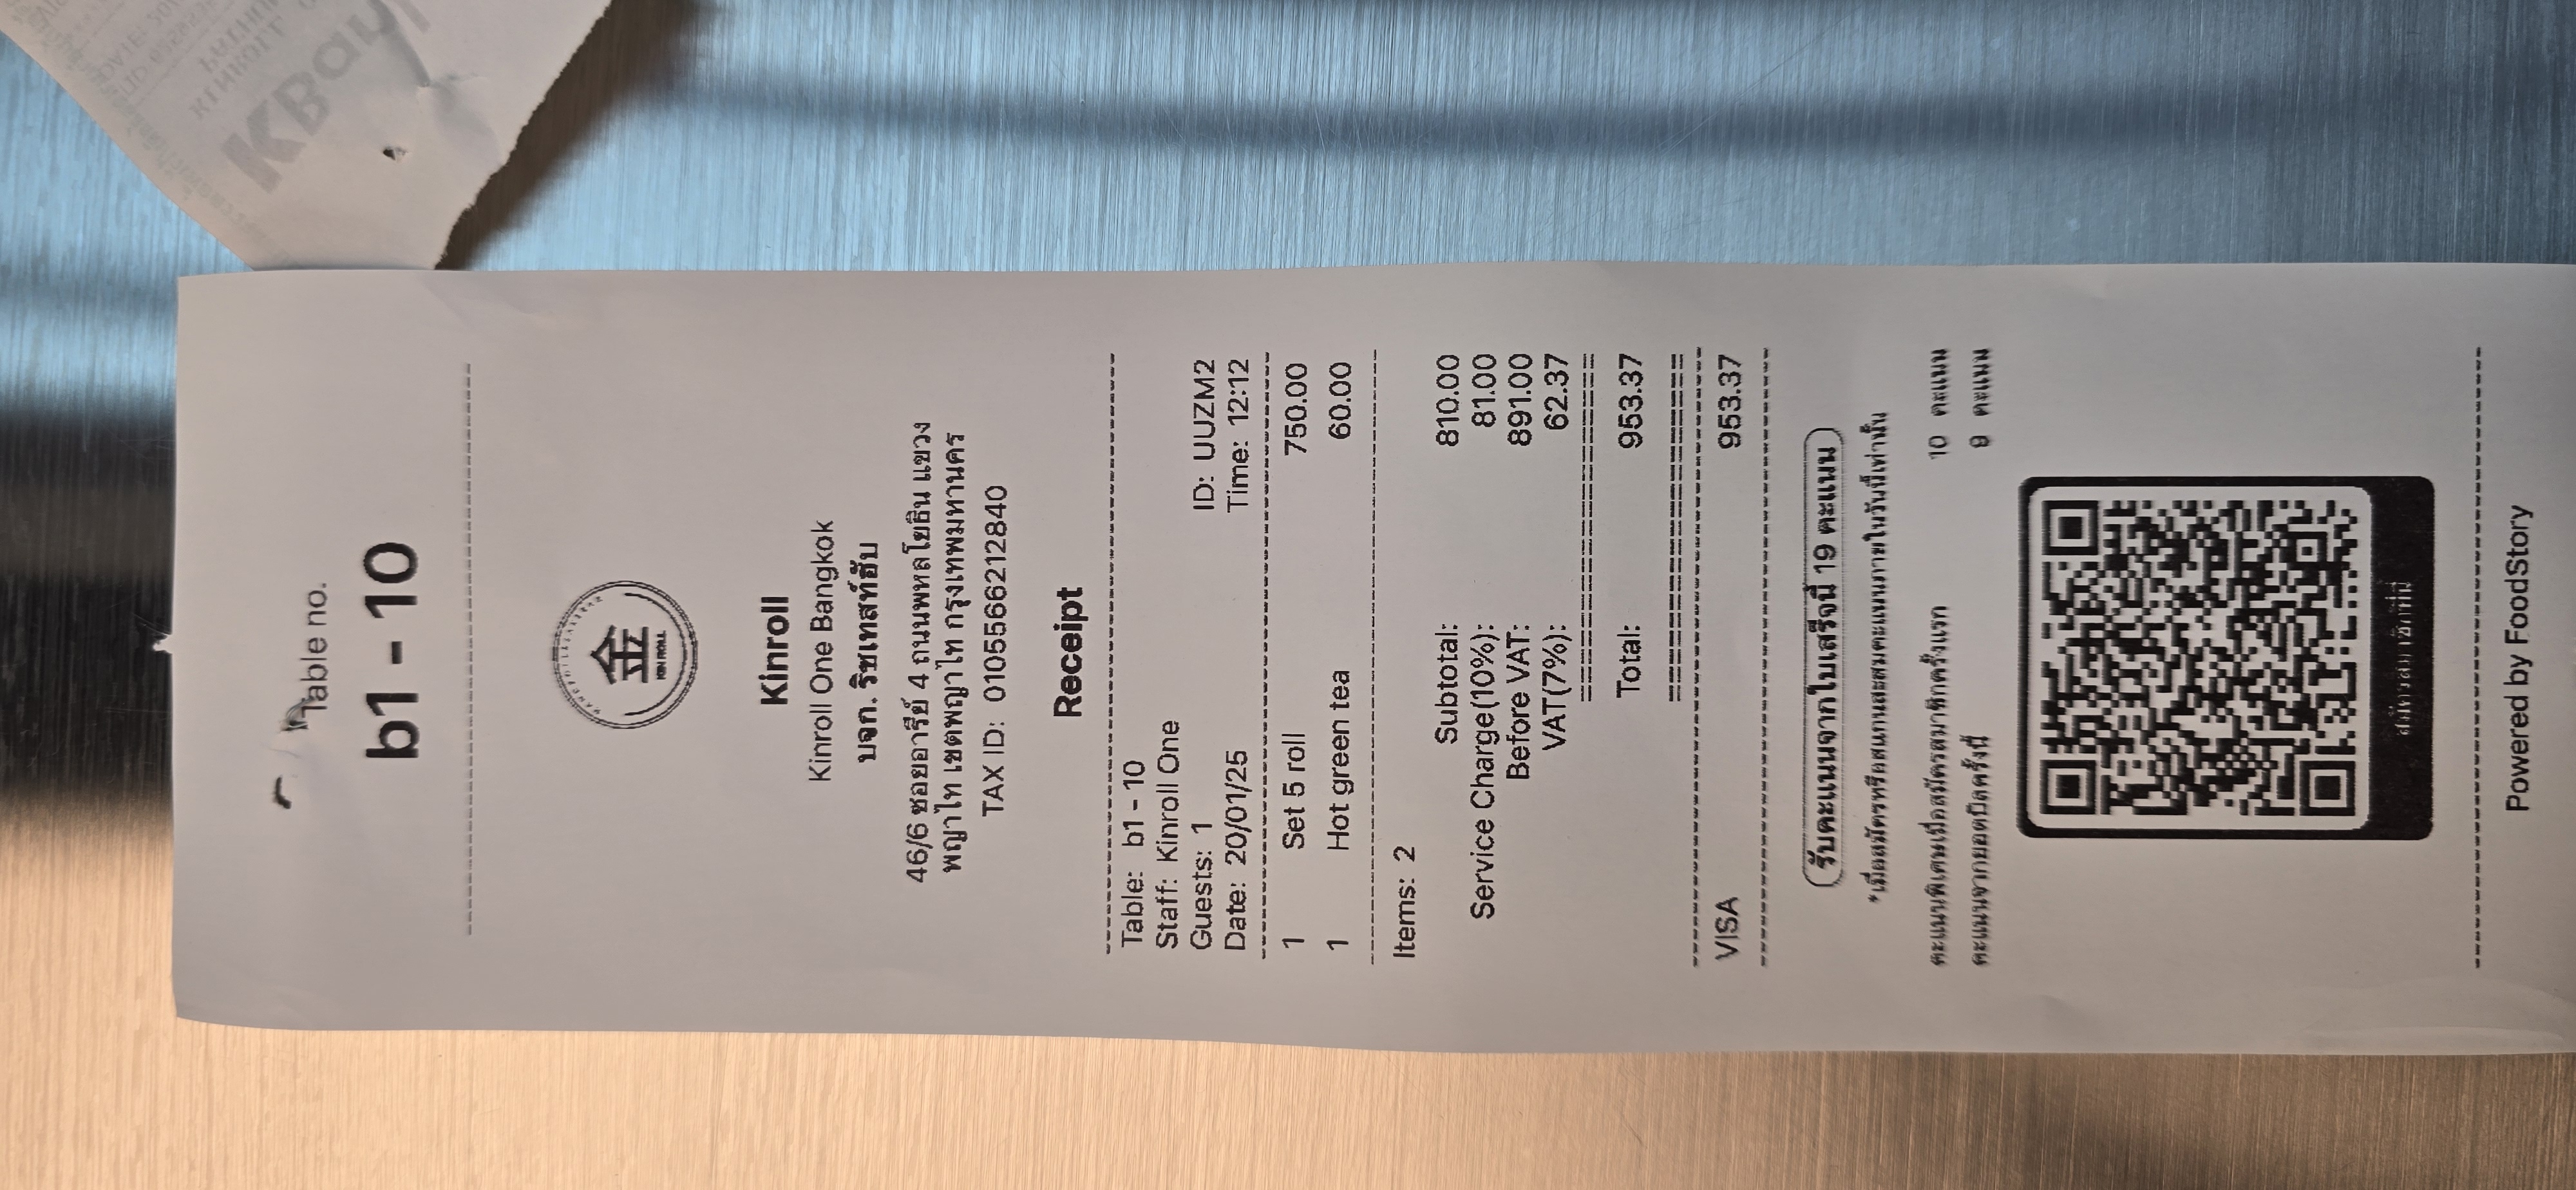 Table no.
b1 - 10
金
KIN ROLL
Kinroll
Kinroll One Bangkok
บจก. ริชเทสท์ฮับ
46/6 ซอยอารีย์ 4 ถนนพหลโยธิน แขวง
พญาไท เขตพญาไท กรุงเทพมหานคร
TAX ID: 0105566212840
Receipt
Table: b1 - 10
Staff: Kinroll One
Guests: 1 ID: UUZM2
Date: 20/01/25 Time: 12:12
1 Set 5 roll 750.00
1 Hot green tea 60.00
Items: 2
Subtotal: 810.00
Service Charge(10%): 81.00
Before VAT: 891.00
VAT(7%): 62.37
Total: 953.37
VISA 953.37
รับคะแนนจากใบเสร็จนี้ 19 คะแนน
*เมื่อสมัครหรือสแกนสะสมคะแนนภายในวันนี้เท่านั้น
คะแนนพิเศษเมื่อสมัครสมาชิกครั้งแรก 10 คะแนน
คะแนนจากยอดบิลครั้งนี้ 9 คะแนน
สมัครสมาชิกที่นี่
Powered by FoodStory
KINROLL